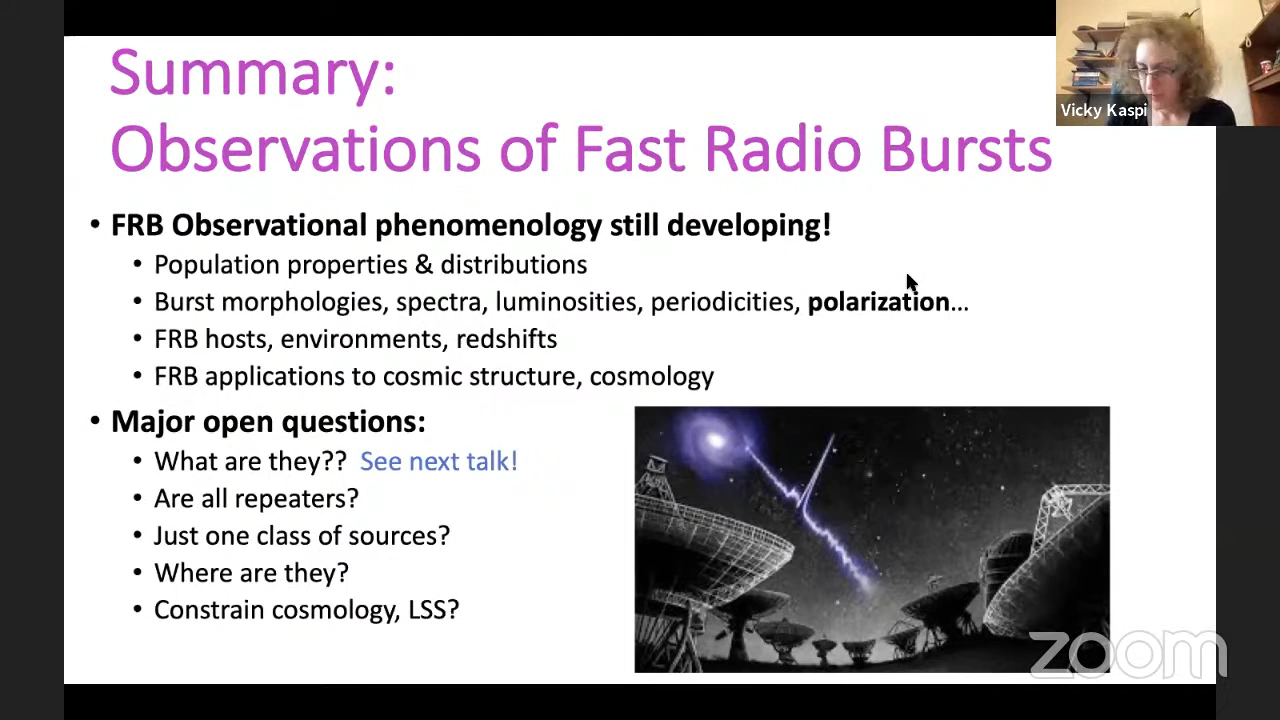 Summary:
Observations of Fast Radio Bursts
Vicky Kaspi
• FRB Observational phenomenology still developing!
• Population properties & distributions
• Burst morphologies, spectra, luminosities, periodicities, polarization…
• FRB hosts, environments, redshifts
• FRB applications to cosmic structure, cosmology
• Major open questions:
• What are they?? See next talk!
• Are all repeaters?
• Just one class of sources?
• Where are they?
• Constrain cosmology, LSS?
zoom